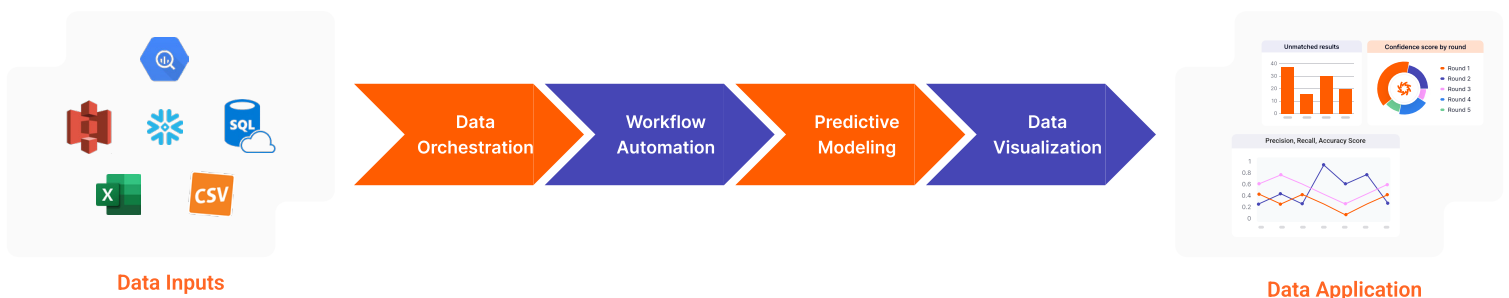 SQL
X
CSV
Data Inputs
Data
Orchestration
Workflow
Automation
Predictive
Modeling
Data
Visualization
Unmatched results
40
30
20
10
0
Confidence score by round
Round 1
Round 2
Round 3
Round 4
Round 5
Precision, Recall, Accuracy Score
1
0.8
0.6
0.4
0.2
0
Data Application